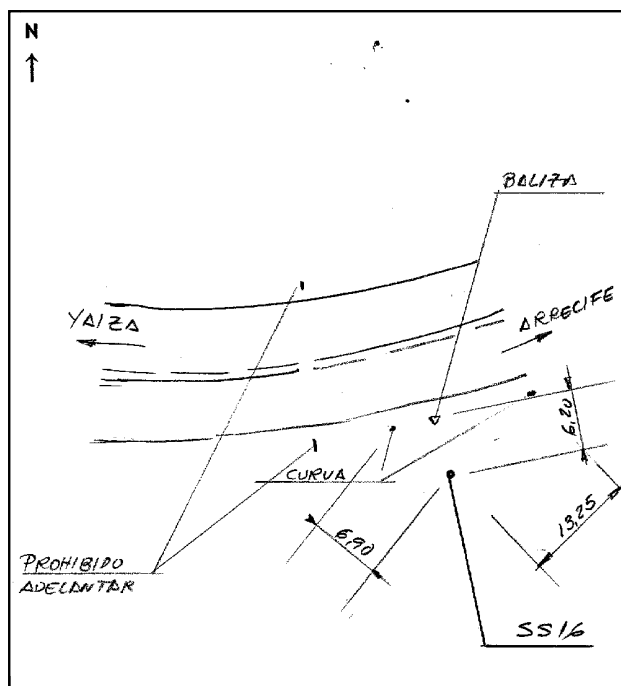 N
BALIZA
YAIZA
ARRECIFE
6,20
CURVA
6,90
13,25
PROHIBIDO
ADELANTAR
SS16